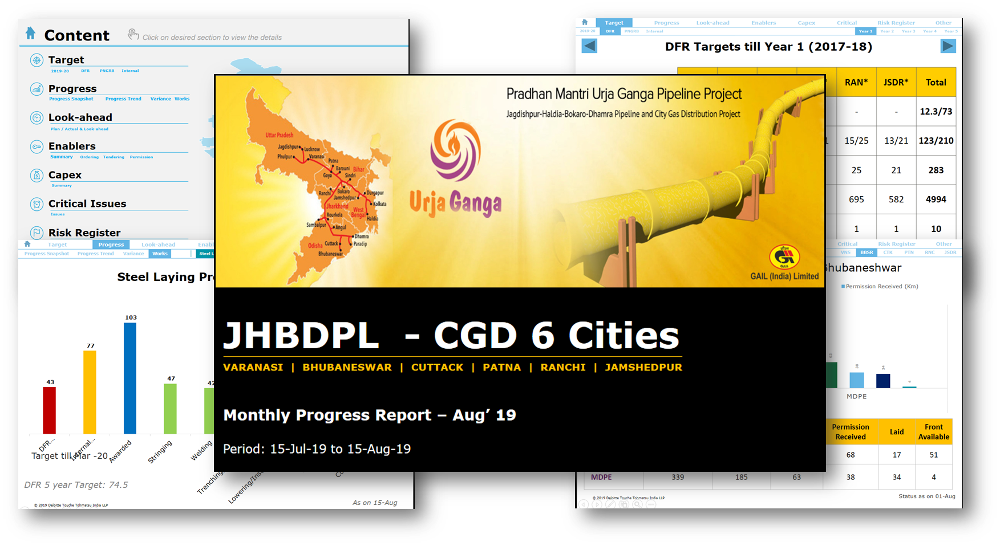 Content
Click on desired section to view the details
Target
2019-20 DFR PNGRB Internal
Progress
Progress Snapshot Progress Trend Variance Works
Look-ahead
Plan / Actual & Look-ahead
Enablers
Summary Ordering Tendering Permission
Capex
Summary
Critical Issues
Issues
Risk Register
Target Progress Look-ahead Enablers Capex Critical Risk Register Other
2019-20 DFR PNGRB Internal Year 1 Year 2 Year 3 Year 4 Year 5
DFR Targets till Year 1 (2017-18)
RAN* JSDR* Total
- - 12.3/73
15/25 13/21 123/210
25 21 283
695 582 4994
1 1 10
Pradhan Mantri Urja Ganga Pipeline Project
Jagdishpur-Haldia-Bokaro-Dhamra Pipeline and City Gas Distribution Project
Uttar Pradesh
Jagdishpur
Lucknow
Phulpur
Varanasi
Patna
Barauni
Bihar
Gaya
Sindri
Ranchi
Bokaro
Durgapur
Jamshedpur
Kolkata
Jharkhand
West
Bengal
Rourkela
Haldia
Sambalpur
Angul
Dhamra
Odisha
Cuttack
Paradip
Bhubaneswar
Urja Ganga
गेल
GAIL
GAIL (India) Limited
JHBDPL - CGD 6 Cities
VARANASI | BHUBANESWAR | CUTTACK | PATNA | RANCHI | JAMSHEDPUR
Monthly Progress Report – Aug’ 19
Period: 15-Jul-19 to 15-Aug-19
Target Progress Look-ahead
Progress Snapshot Progress Trend Variance Works
Steel Laying
43
77
103
47
42
DFR...
Internal...
Awarded
Stringing
Welding
Target till Mar -20
DFR 5 year Target: 74.5
© 2019 Deloitte Touche Tohmatsu India LLP
As on 15-Aug
Critical Risk Register Other
VNS BBSR CTK PTN RNC JSDR
Bhubaneshwar
Permission Received (Km)
63
38
34
4
MDPE
Permission Received Laid Front Available
68 17 51
MDPE 339 185 63 38 34 4
Status as on 01-Aug
© 2019 Deloitte Touche Tohmatsu India LLP